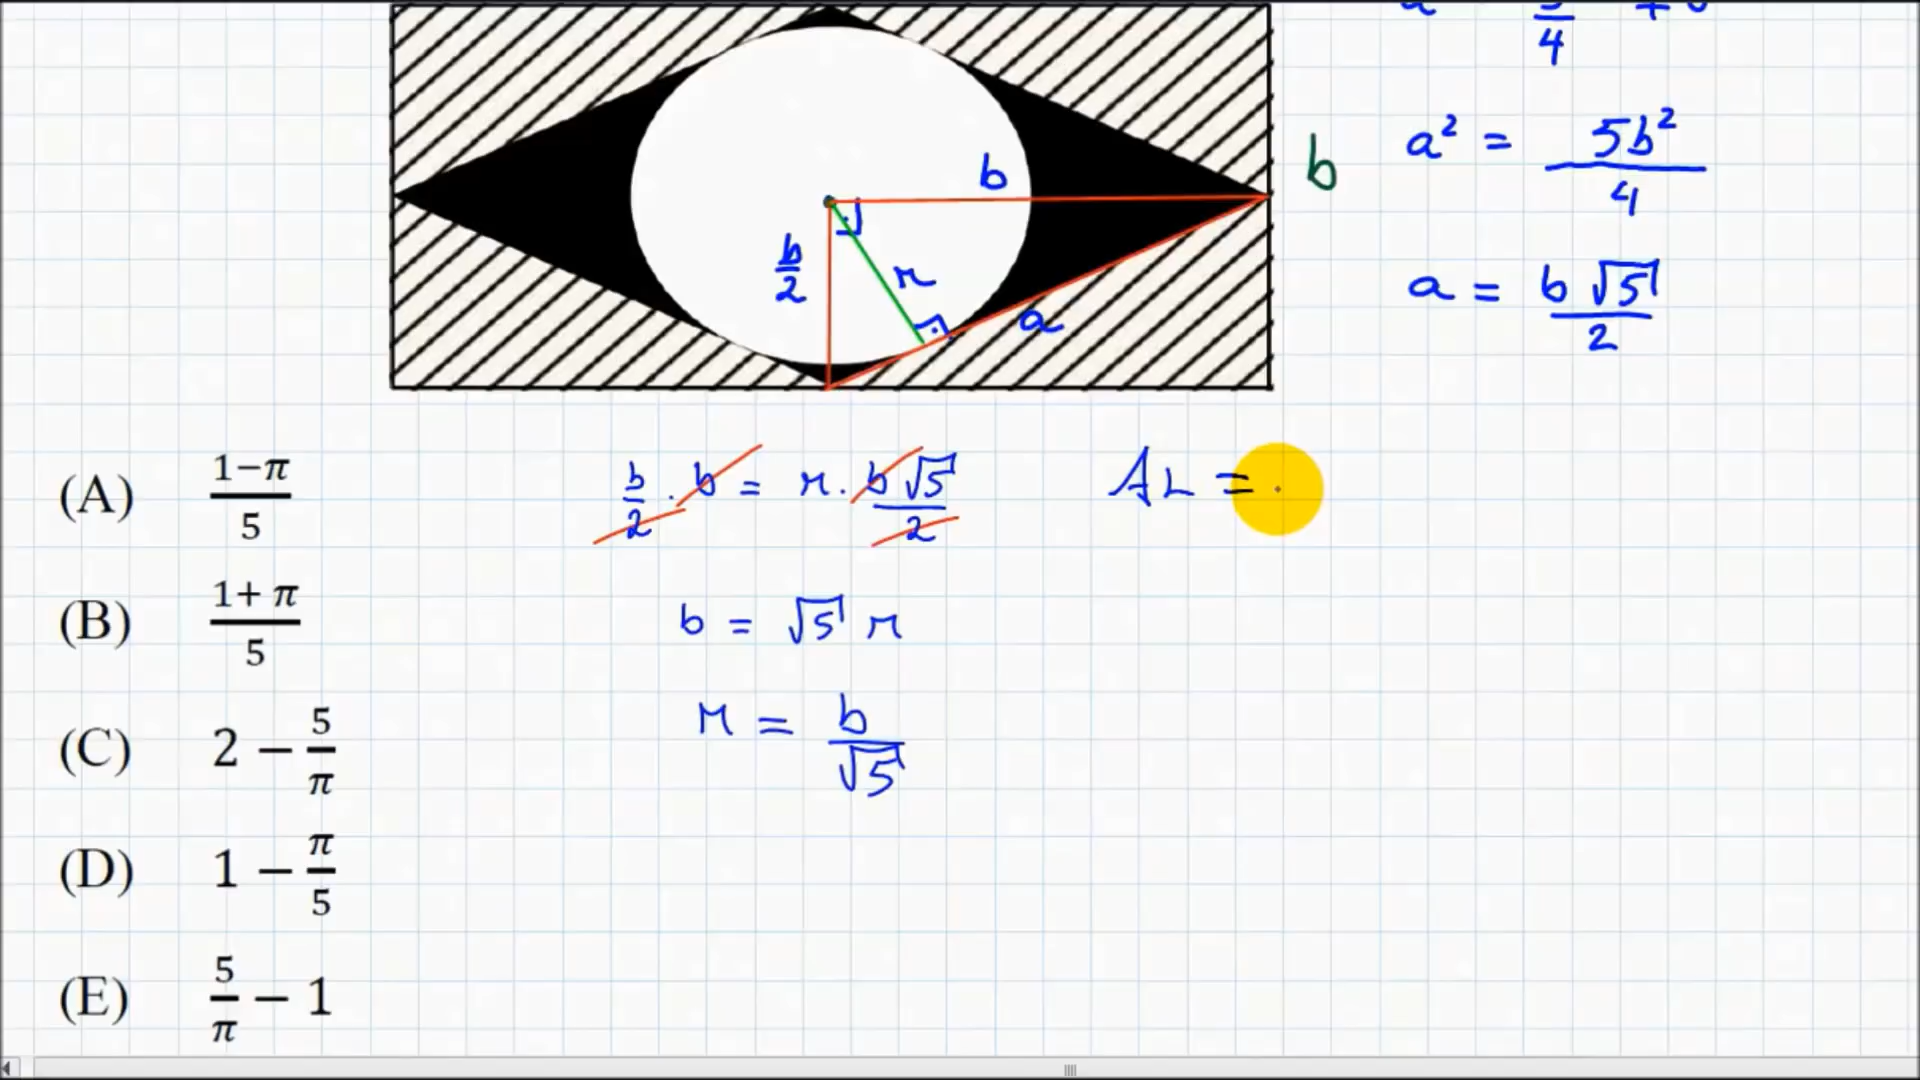 b
b
b/2
r
a
a² = 5b²/4
a = b√5/2
(A) 1−π/5
(B) 1+π/5
(C) 2 − 5/π
(D) 1 − π/5
(E) 5/π − 1
b/2 · b = r · b√5/2
b = √5 r
r = b/√5
AL =